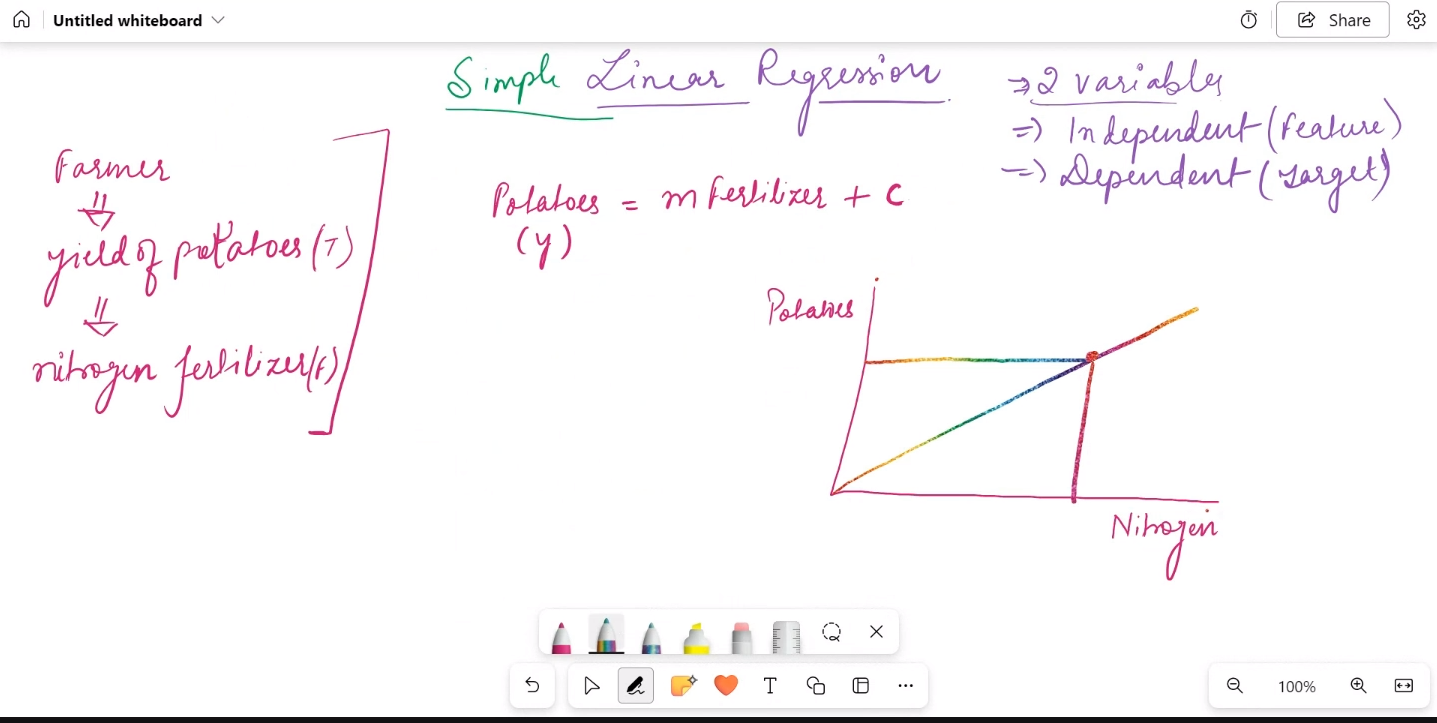 Untitled whiteboard
Share
Simple Linear Regression
⇒ 2 variables
⇒ Independent (Feature)
⇒ Dependent (Target)
Farmer
yield of potatoes (T)
nitrogen fertilizer (F)
Potatoes = m Fertilizer + C
(y)
Potatoes
Nitrogen
T
100%